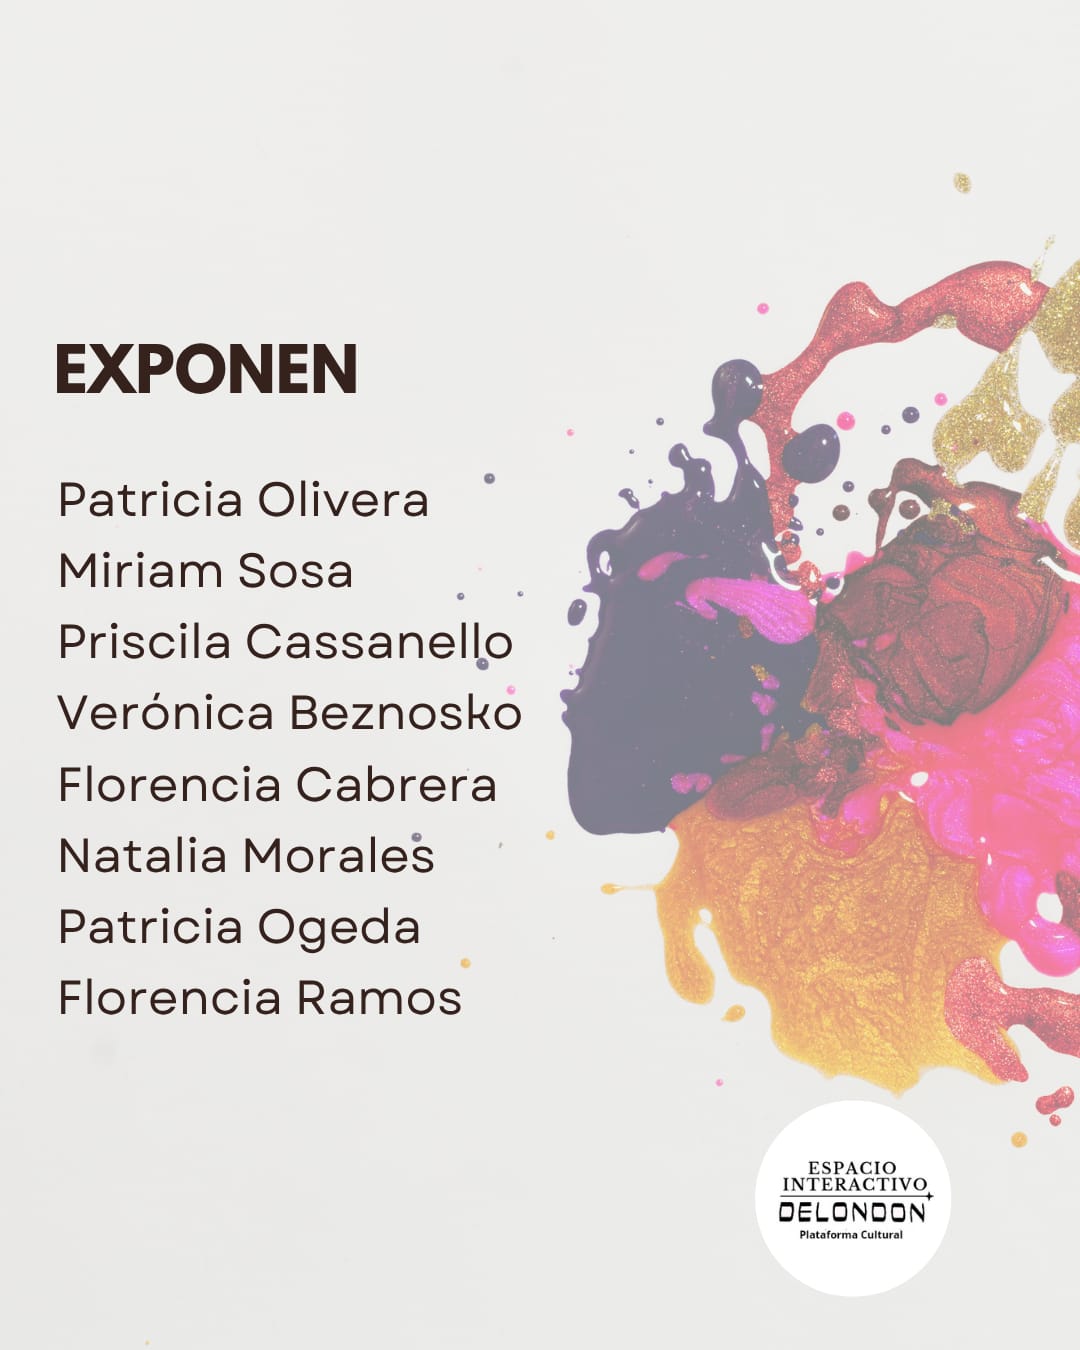 EXPONEN
Patricia Olivera
Miriam Sosa
Priscila Cassanello
Verónica Beznosko
Florencia Cabrera
Natalia Morales
Patricia Ogeda
Florencia Ramos
ESPACIO
INTERACTIVO
DELONDON
Plataforma Cultural